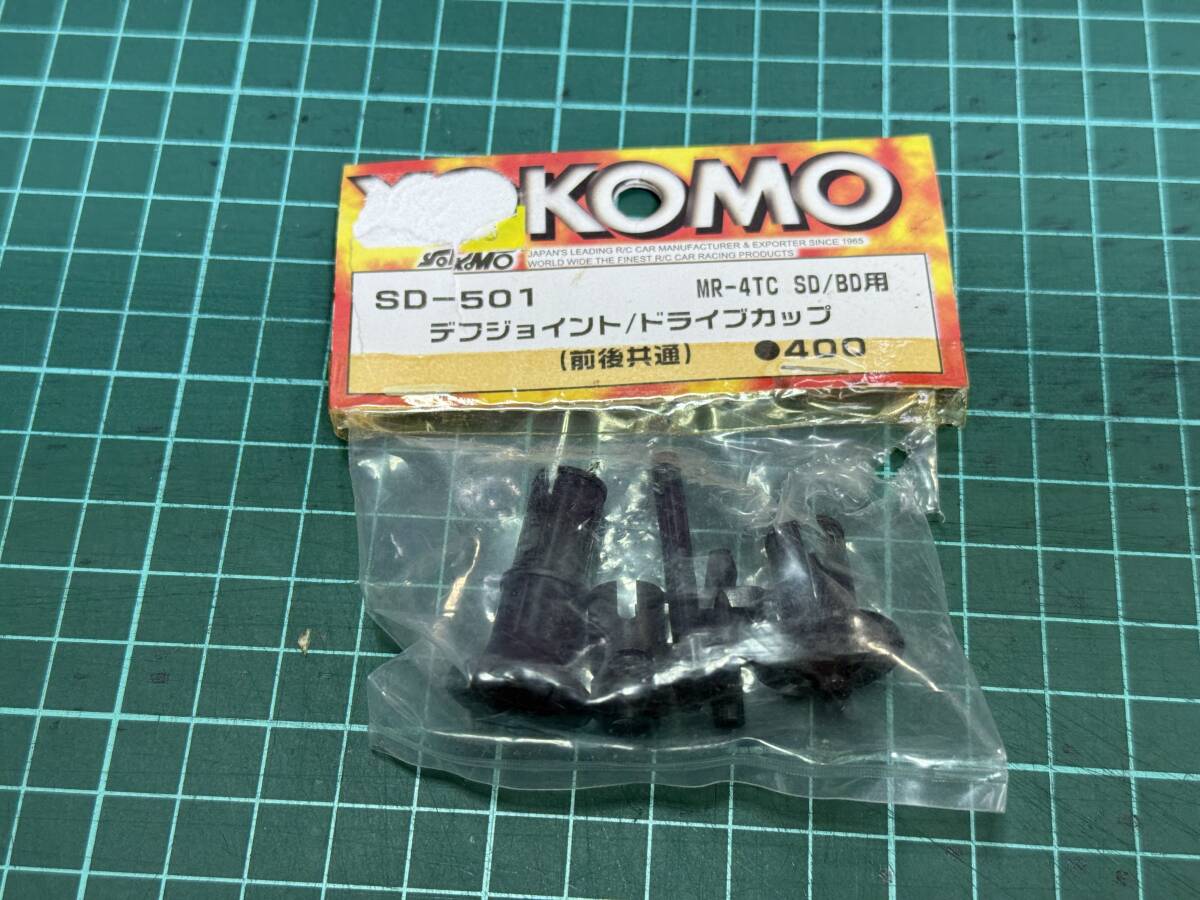 YOKOMO
YOKOMO
JAPAN'S LEADING R/C CAR MANUFACTURER & EXPORTER SINCE 1965
WORLD WIDE THE FINEST R/C CAR RACING PRODUCTS
SD-501 MR-4TC SD/BD用
デフジョイント/ドライブカップ
(前後共通) ●400